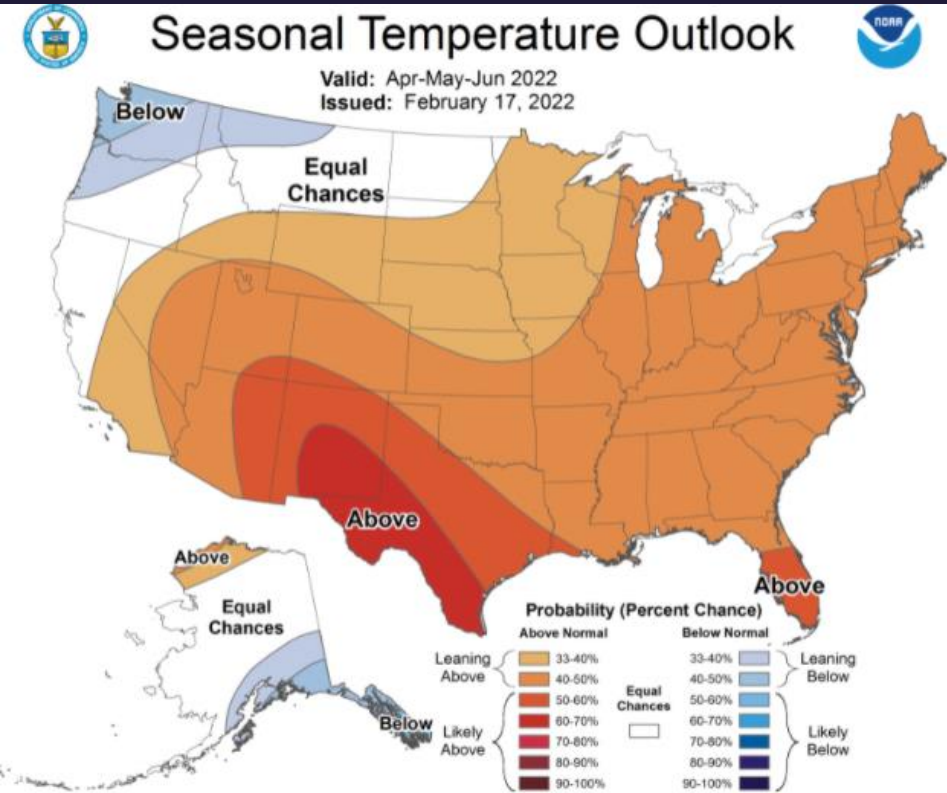 Seasonal Temperature Outlook
NOAA
Valid: Apr-May-Jun 2022
Issued: February 17, 2022
Below
Equal
Chances
Above
Above
Above
Equal
Chances
Below
Probability (Percent Chance)
Above Normal
Below Normal
Leaning
Above
33-40%
40-50%
Likely
Above
50-60%
60-70%
70-80%
80-90%
90-100%
Equal
Chances
33-40%
40-50%
Leaning
Below
50-60%
60-70%
70-80%
80-90%
90-100%
Likely
Below